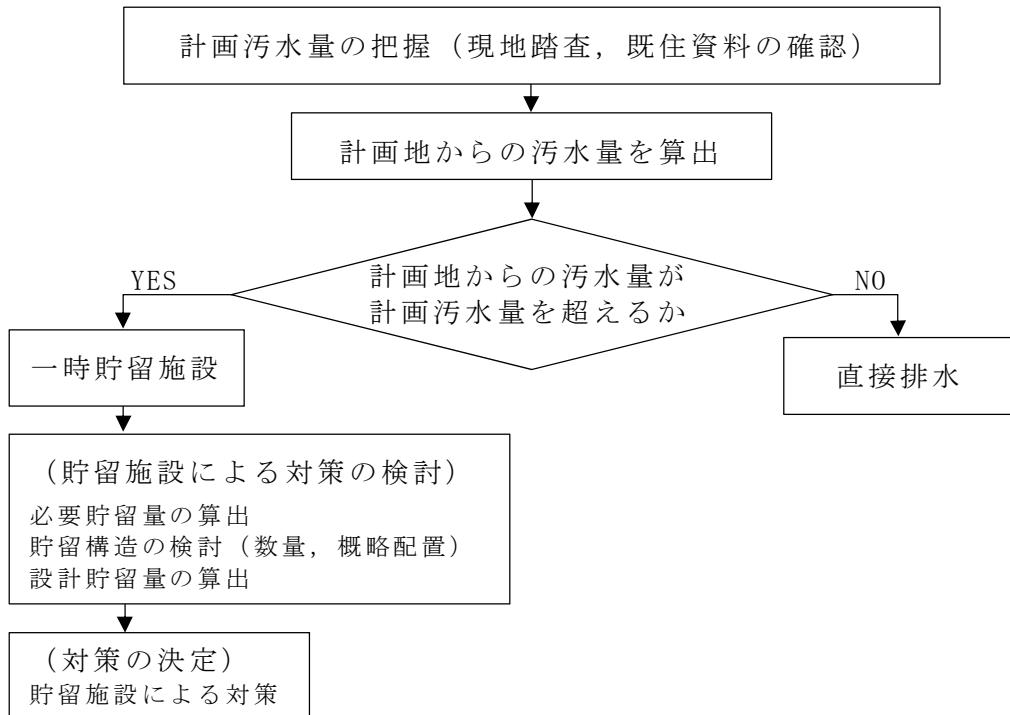 計画汚水量の把握（現地踏査，既住資料の確認）
計画地からの汚水量を算出
計画地からの汚水量が
計画汚水量を超えるか
YES
NO
一時貯留施設
直接排水
（貯留施設による対策の検討）
必要貯留量の算出
貯留構造の検討（数量，概略配置）
設計貯留量の算出
（対策の決定）
貯留施設による対策